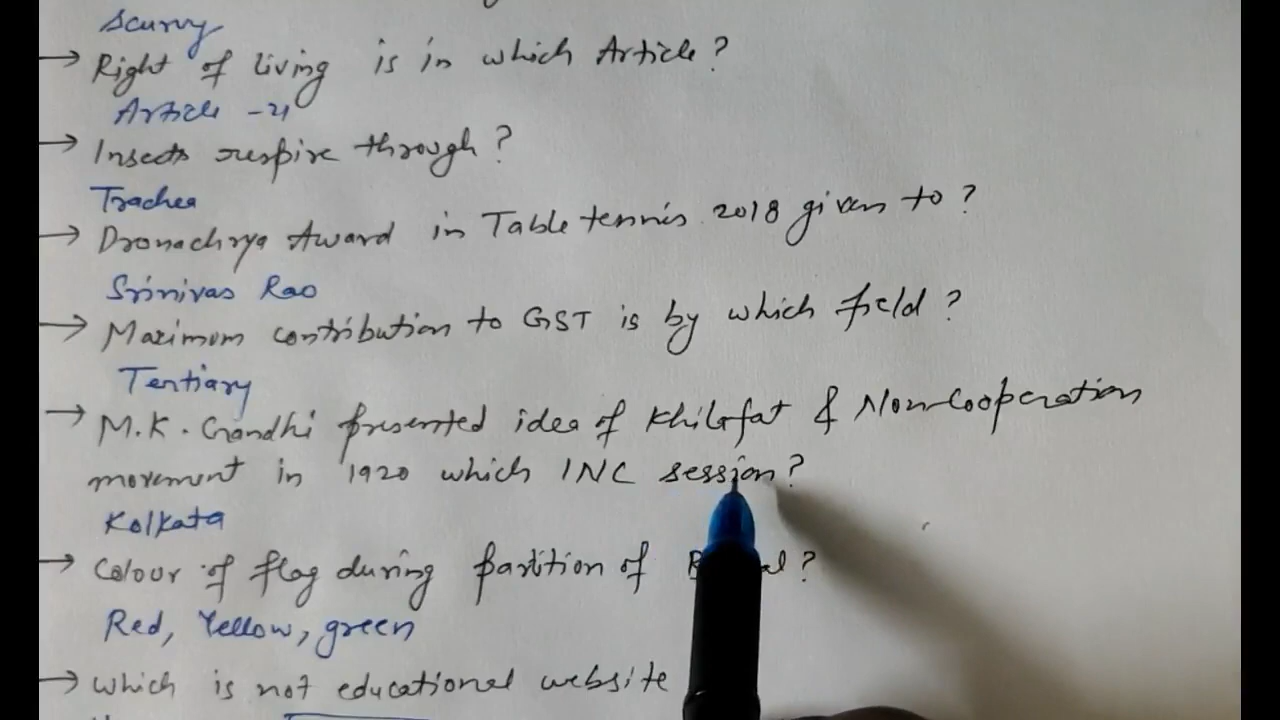 Scurvy
→ Right of living is in which Article?
Article - 21
→ Insects respire through?
Trachea
→ Dronachrya Award in Table tennis 2018 given to?
Srinivas Rao
→ Maximum contribution to GST is by which field?
Tertiary
→ M.K. Gandhi presented idea of Khilafat & Non-Cooperation
movement in 1920 which INC session?
Kolkata
→ Colour of flag during partition of
Red, Yellow, green
→ which is not educational website